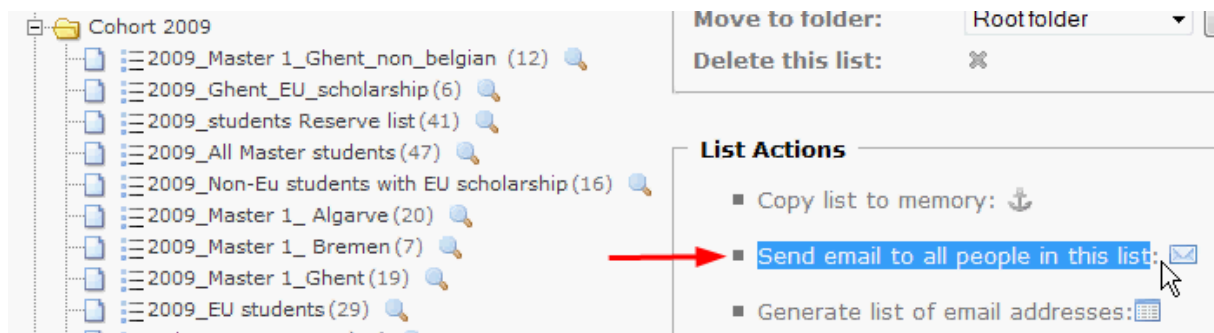 Cohort 2009
2009_Master 1_Ghent_non_belgian (12)
2009_Ghent_EU_scholarship (6)
2009_students Reserve list (41)
2009_All Master students (47)
2009_Non-Eu students with EU scholarship (16)
2009_Master 1_ Algarve (20)
2009_Master 1_ Bremen (7)
2009_Master 1_Ghent (19)
2009_EU students (29)
Move to folder: Root folder
Delete this list:
List Actions
Copy list to memory:
Send email to all people in this list:
Generate list of email addresses: